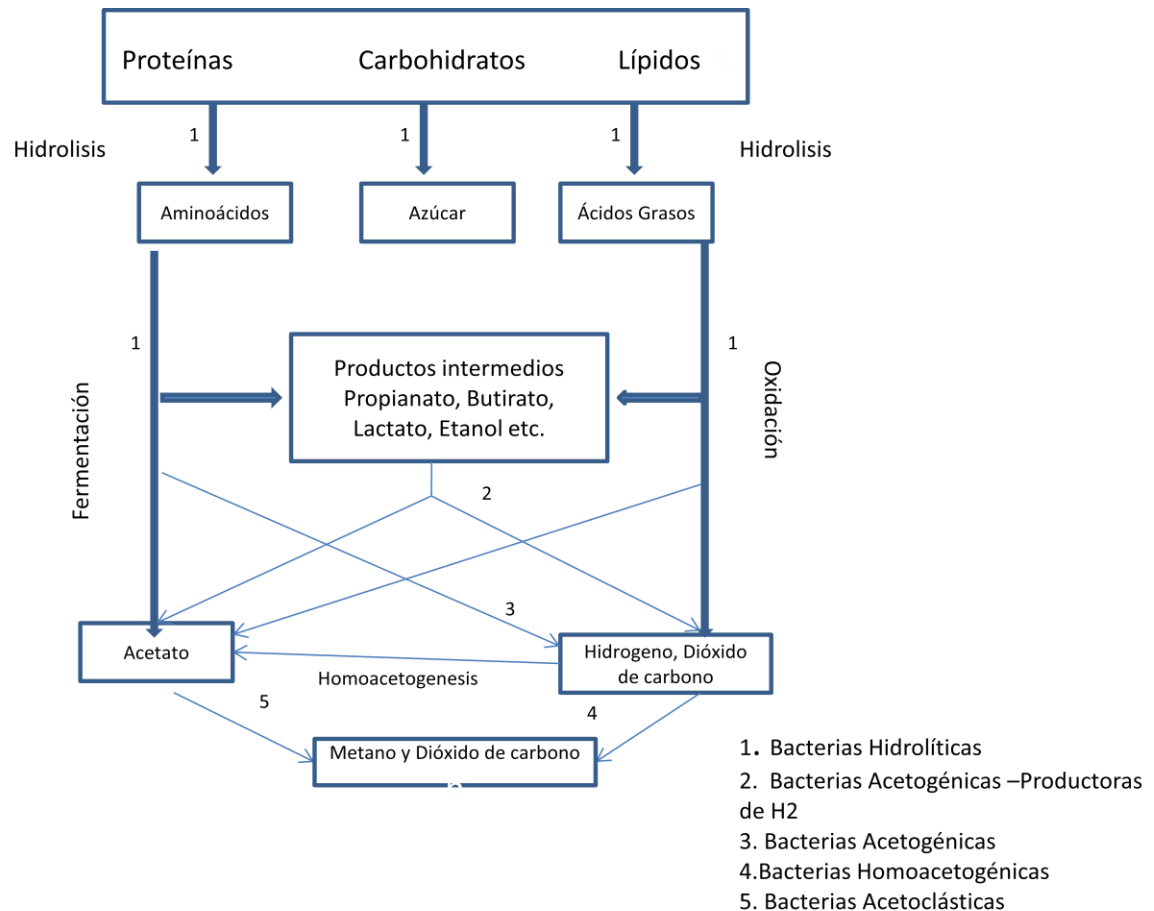 Proteínas Carbohidratos Lípidos
1 1 1
Hidrolisis Hidrolisis
Aminoácidos Azúcar Ácidos Grasos
1 1
Productos intermedios
Propianato, Butirato,
Lactato, Etanol etc.
Fermentación
Oxidación
2
3
Acetato
Hidrogeno, Dióxido
de carbono
Homoacetogenesis
5 4
Metano y Dióxido de carbono
1. Bacterias Hidrolíticas
2. Bacterias Acetogénicas –Productoras
de H2
3. Bacterias Acetogénicas
4.Bacterias Homoacetogénicas
5. Bacterias Acetoclásticas